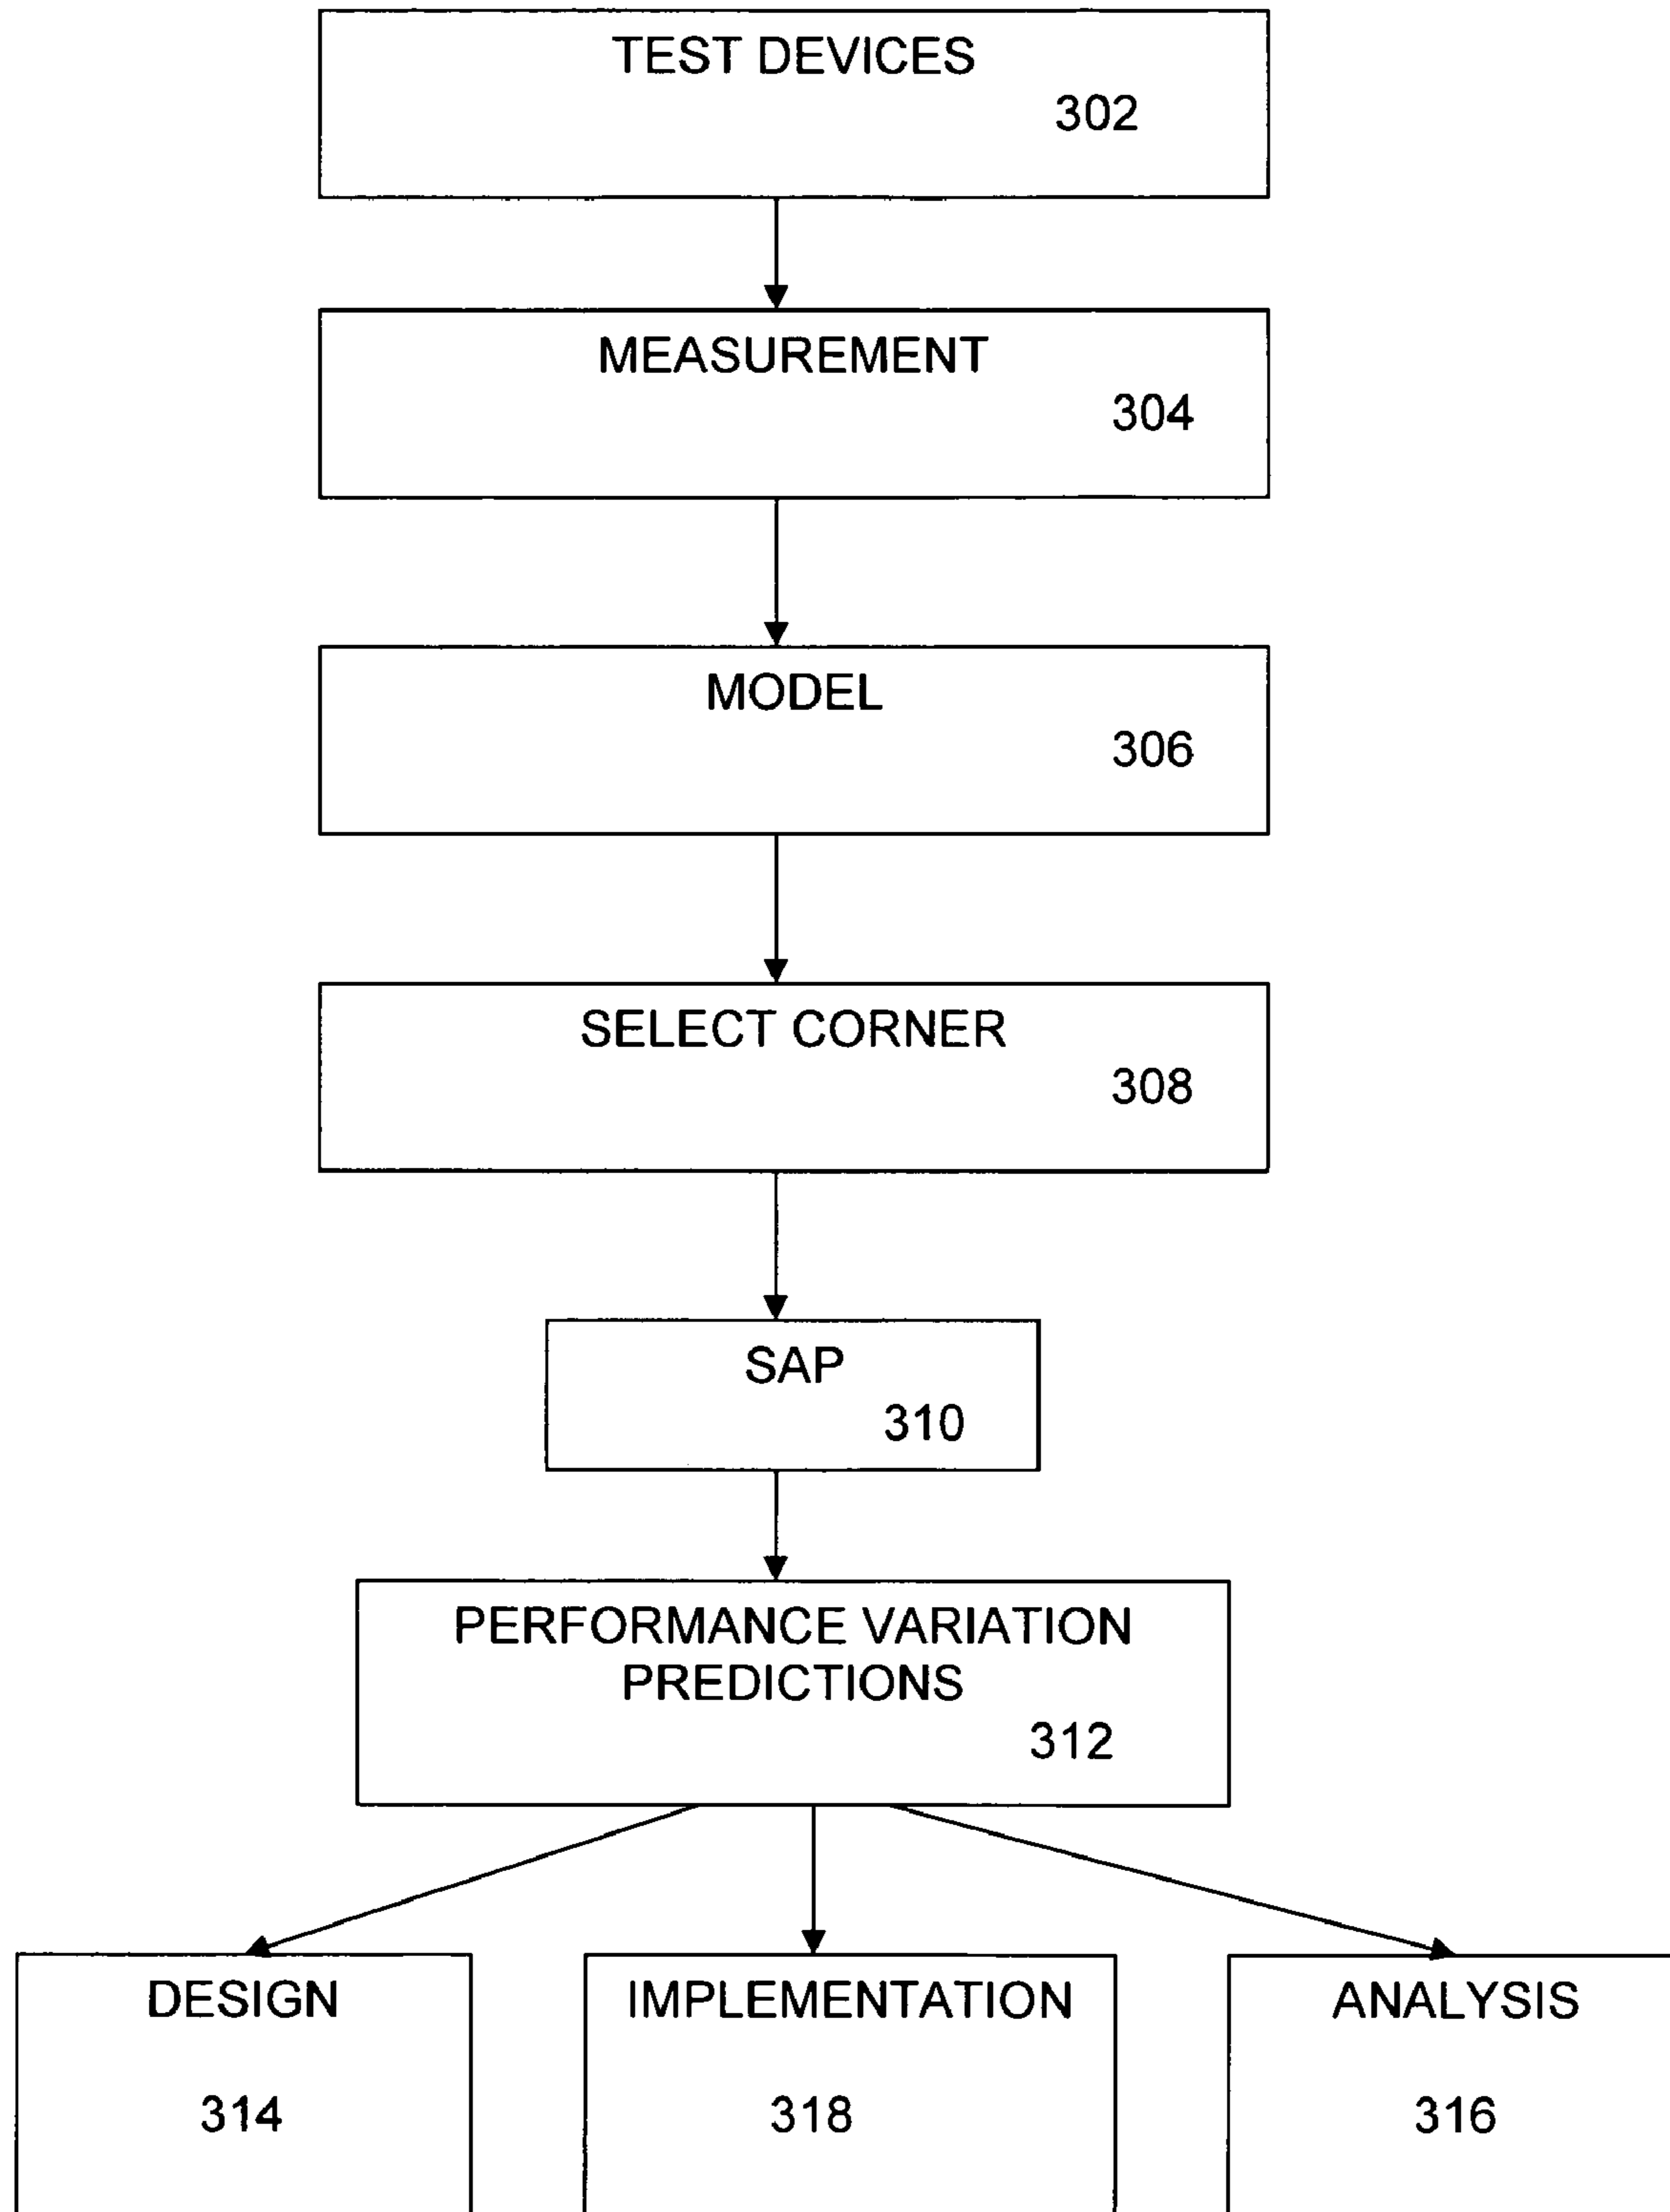 TEST DEVICES
302
MEASUREMENT
304
MODEL
306
SELECT CORNER
308
SAP
310
PERFORMANCE VARIATION
PREDICTIONS
312
DESIGN
314
IMPLEMENTATION
318
ANALYSIS
316